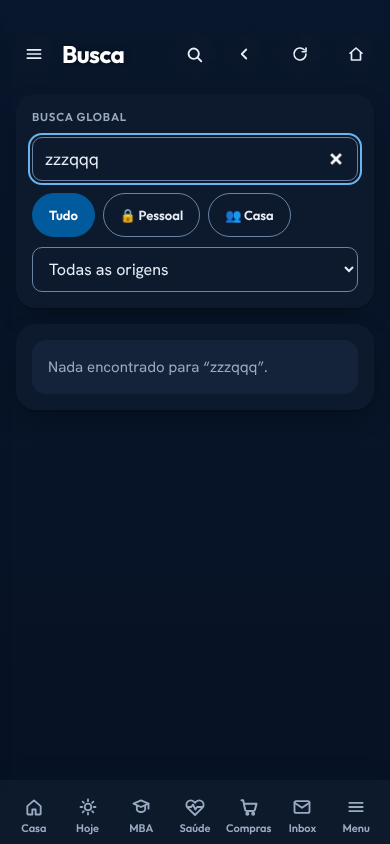 Busca
BUSCA GLOBAL
zzzqqq
Tudo
Pessoal
Casa
Todas as origens
Nada encontrado para “zzzqqq”.
Casa
Hoje
MBA
Saúde
Compras
Inbox
Menu